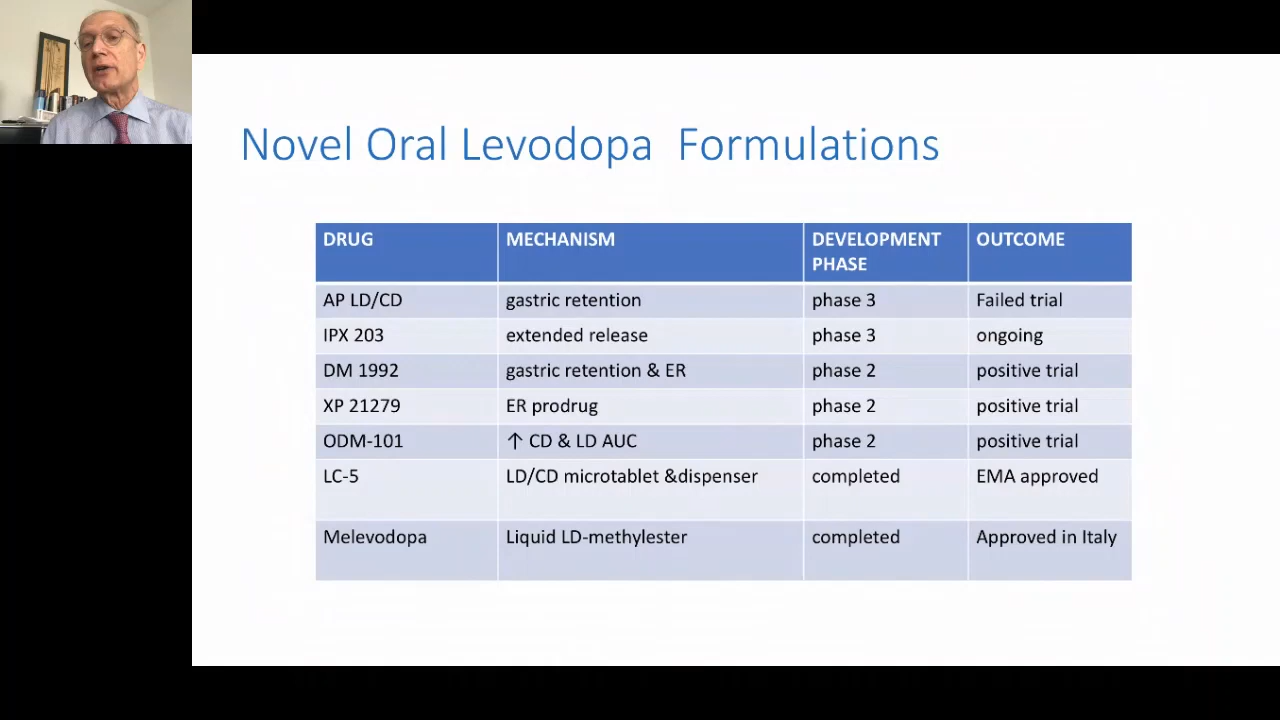 Novel Oral Levodopa Formulations
DRUG MECHANISM DEVELOPMENT PHASE OUTCOME
AP LD/CD gastric retention phase 3 Failed trial
IPX 203 extended release phase 3 ongoing
DM 1992 gastric retention & ER phase 2 positive trial
XP 21279 ER prodrug phase 2 positive trial
ODM-101 ↑ CD & LD AUC phase 2 positive trial
LC-5 LD/CD microtablet &dispenser completed EMA approved
Melevodopa Liquid LD-methylester completed Approved in Italy